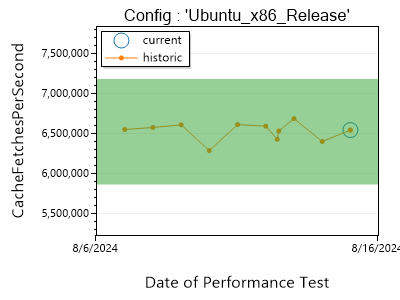 Config : 'Ubuntu_x86_Release'
current
historic
CacheFetchesPerSecond
7,500,000
7,000,000
6,500,000
6,000,000
5,500,000
8/6/2024
8/16/2024
Date of Performance Test